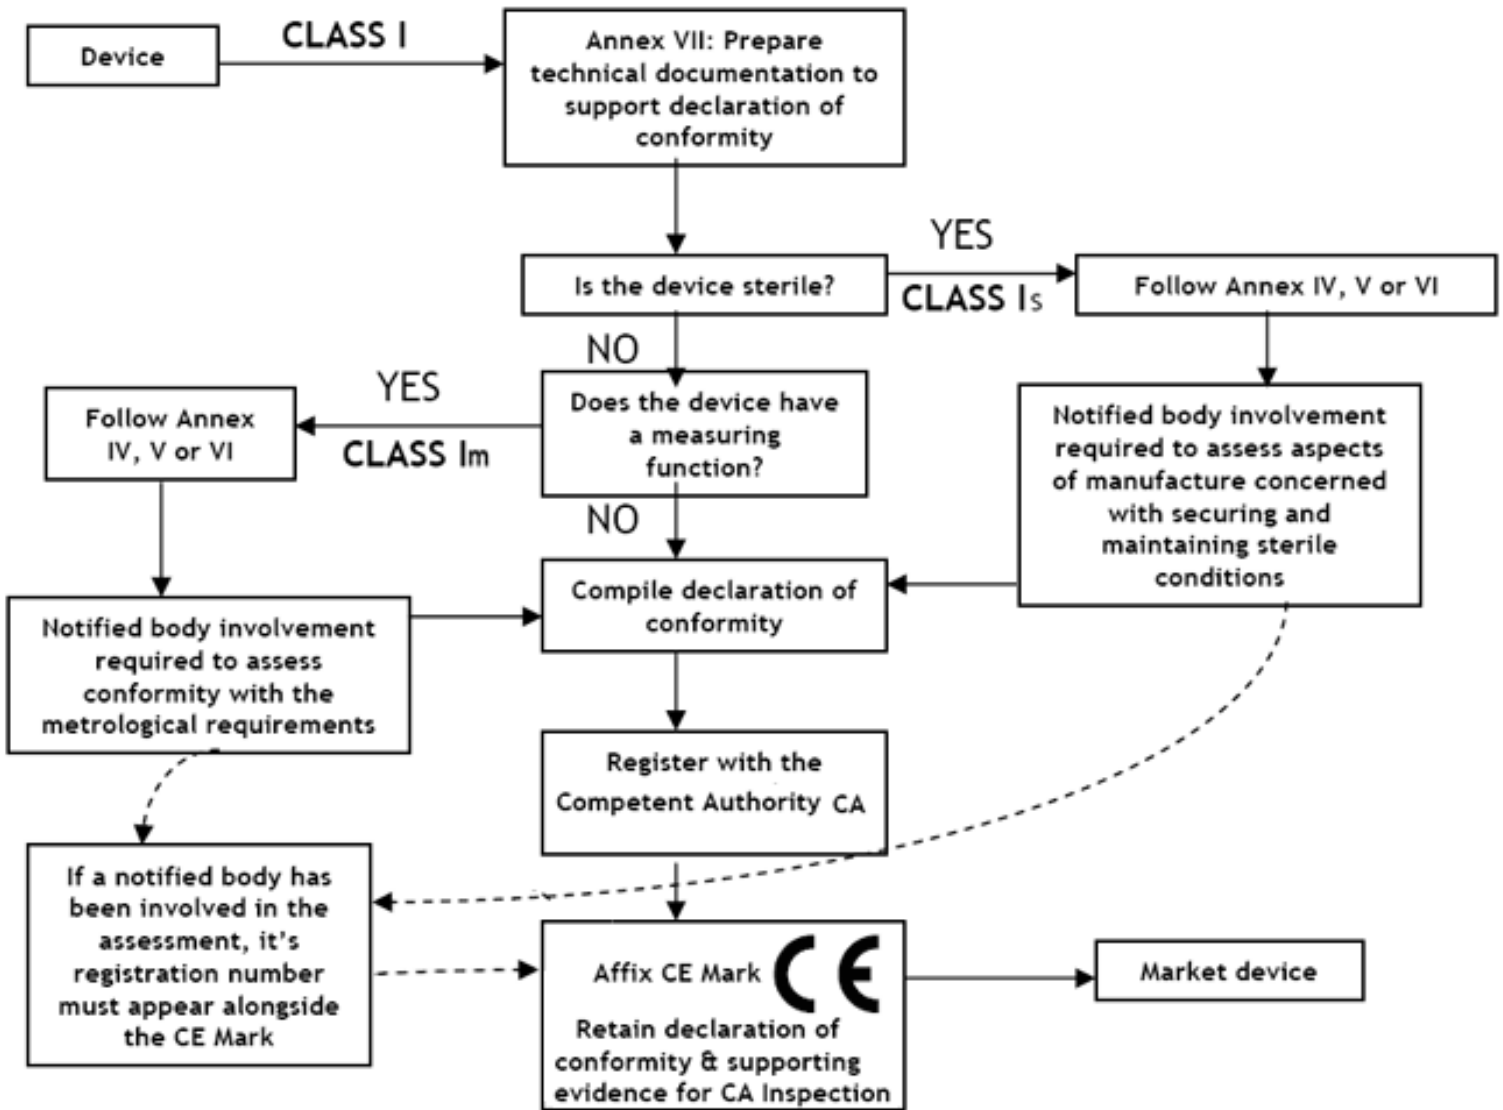 Device
CLASS I
Annex VII: Prepare
technical documentation to
support declaration of
conformity
Is the device sterile?
YES
CLASS Is
Follow Annex IV, V or VI
NO
Does the device have
a measuring
function?
YES
CLASS Im
Follow Annex
IV, V or VI
Notified body involvement
required to assess aspects
of manufacture concerned
with securing and
maintaining sterile
conditions
NO
Compile declaration of
conformity
Notified body involvement
required to assess
conformity with the
metrological requirements
Register with the
Competent Authority CA
If a notified body has
been involved in the
assessment, it's
registration number
must appear alongside
the CE Mark
Affix CE Mark CE
Retain declaration of
conformity & supporting
evidence for CA Inspection
Market device